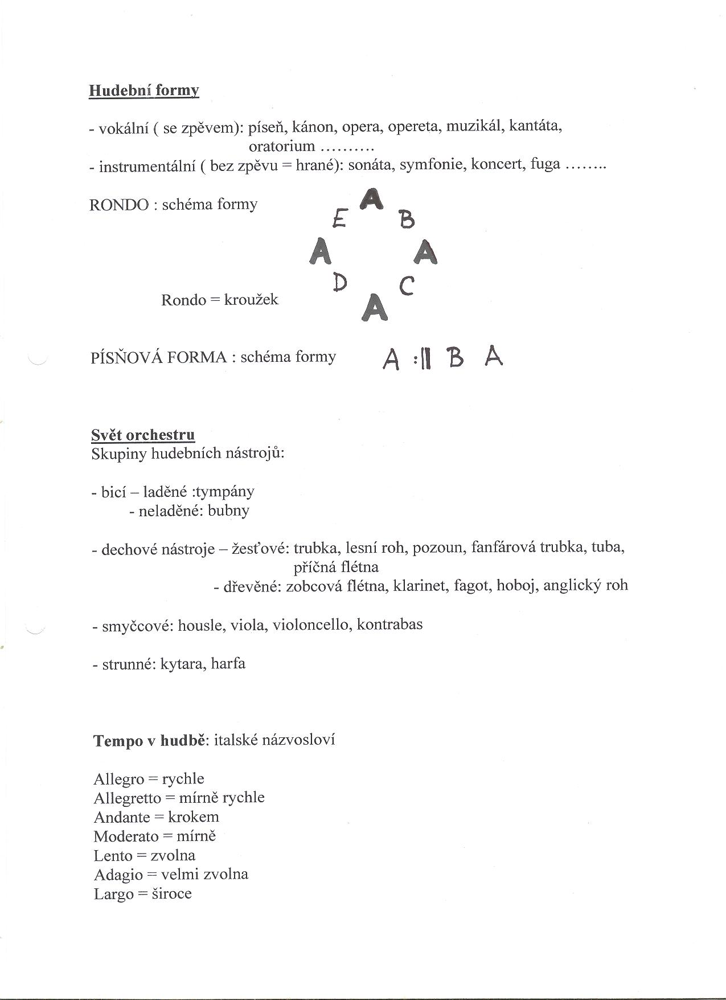 Hudební formy
- vokální ( se zpěvem): píseň, kánon, opera, opereta, muzikál, kantáta,
oratorium ..........
- instrumentální ( bez zpěvu = hrané): sonáta, symfonie, koncert, fuga ........
RONDO : schéma formy
A
E B
A A
D C
Rondo = kroužek
A
PÍSŇOVÁ FORMA : schéma formy A :|| B A
Svět orchestru
Skupiny hudebních nástrojů:
- bicí – laděné :tympány
- neladěné: bubny
- dechové nástroje – žesťové: trubka, lesní roh, pozoun, fanfárová trubka, tuba,
příčná flétna
- dřevěné: zobcová flétna, klarinet, fagot, hoboj, anglický roh
- smyčcové: housle, viola, violoncello, kontrabas
- strunné: kytara, harfa
Tempo v hudbě: italské názvosloví
Allegro = rychle
Allegretto = mírně rychle
Andante = krokem
Moderato = mírně
Lento = zvolna
Adagio = velmi zvolna
Largo = široce